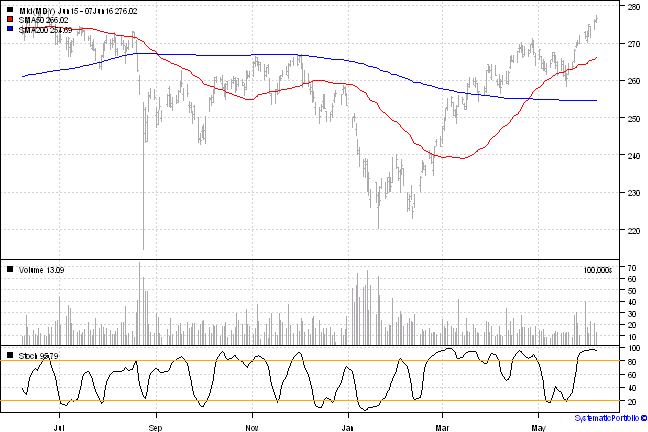 Mid(MDY) Jun15 - 07Jun16 276.02
SMA50 266.02
SMA200 254.69
280
270
260
250
240
230
220
Volume 13.09
100,000s
70
60
50
40
30
20
10
Stoch 95.79
100
80
60
40
20
Jul
Sep
Nov
Jan
Mar
May
SystematicPortfolio ©